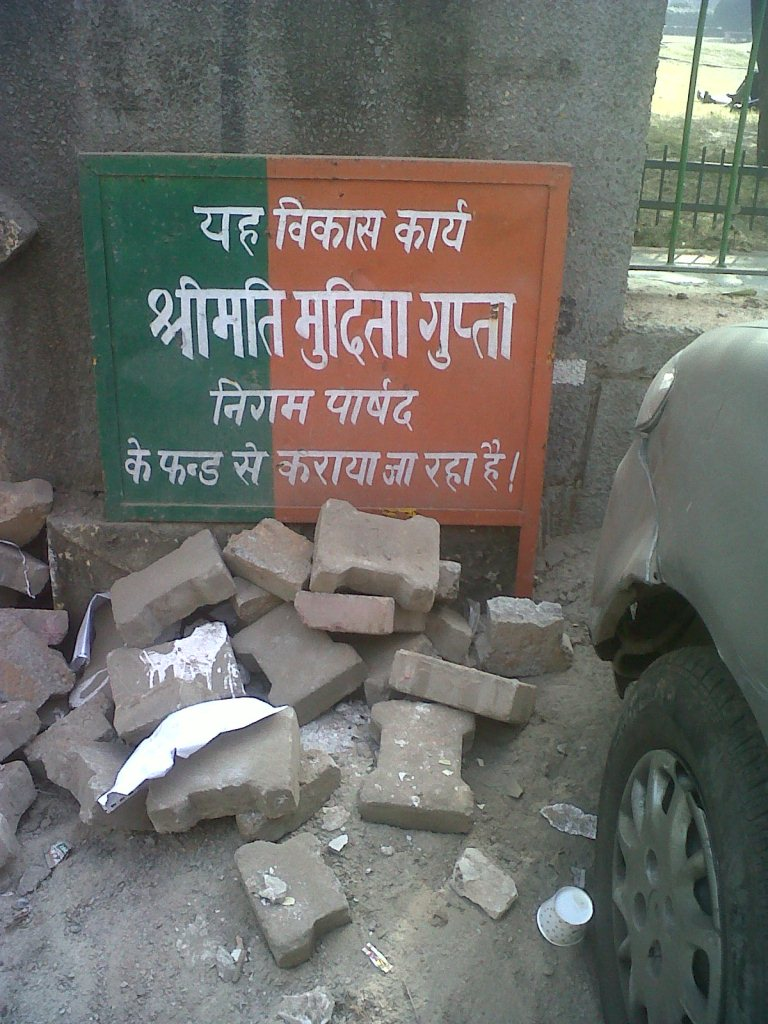 यह विकास कार्य
श्रीमति मुदिता गुप्ता
निगम पार्षद
के फन्ड से कराया जा रहा है।